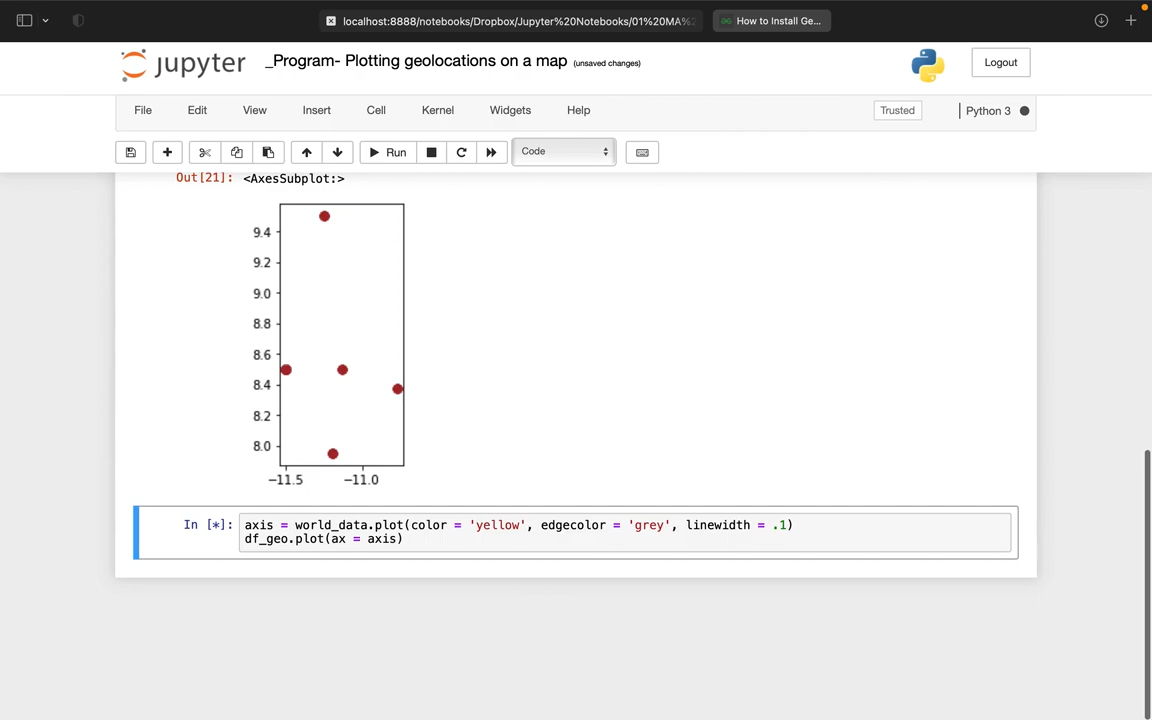 localhost:8888/notebooks/Dropbox/Jupyter%20Notebooks/01%20MA%2
How to Install Ge...
jupyter
_Program- Plotting geolocations on a map (unsaved changes)
Logout
File Edit View Insert Cell Kernel Widgets Help
Trusted
Python 3
Run
Code
Out[21]: <AxesSubplot:>
9.4
9.2
9.0
8.8
8.6
8.4
8.2
8.0
−11.5 −11.0
In [*]: axis = world_data.plot(color = 'yellow', edgecolor = 'grey', linewidth = .1)
df_geo.plot(ax = axis)